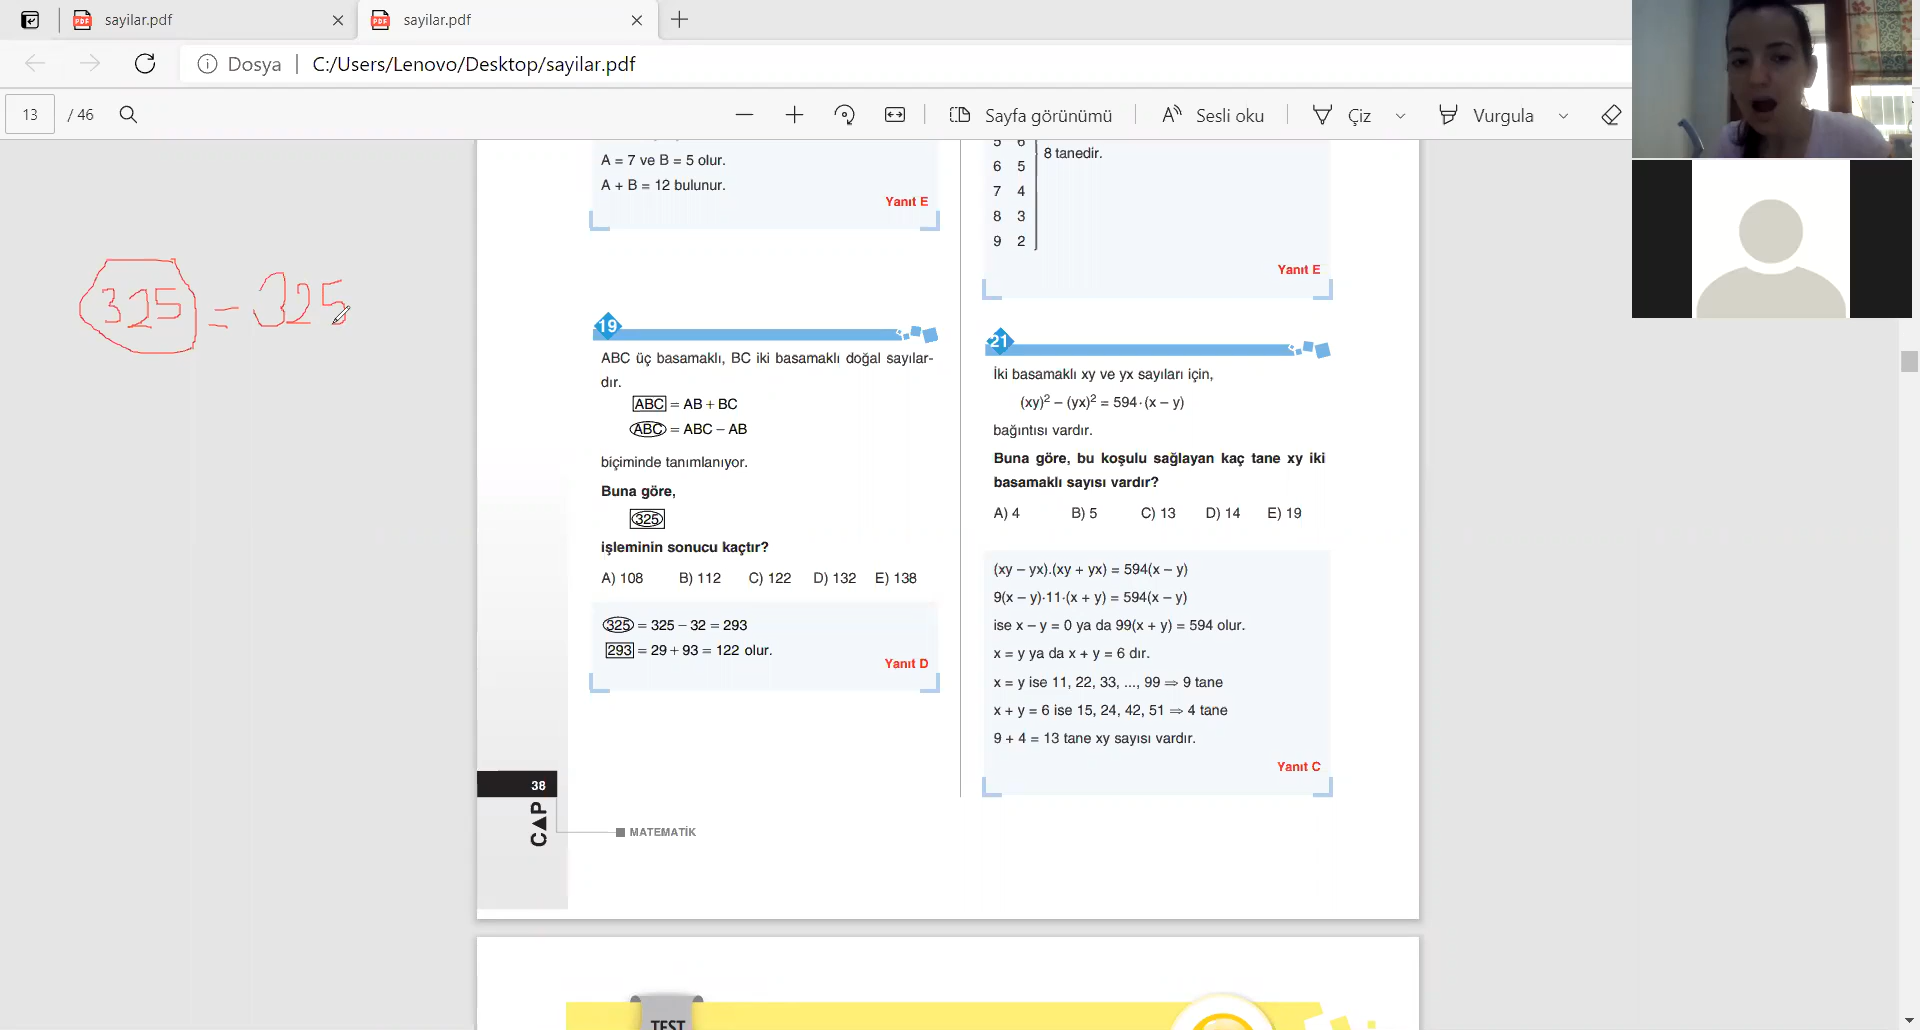 sayilar.pdf
sayilar.pdf
Dosya
C:/Users/Lenovo/Desktop/sayilar.pdf
13 / 46
Sayfa görünümü
Sesli oku
Çiz
Vurgula
325 = 325
A = 7 ve B = 5 olur.
A + B = 12 bulunur.
Yanıt E
19
ABC üç basamaklı, BC iki basamaklı doğal sayılar-
dır.
ABC = AB + BC
ABC = ABC – AB
biçiminde tanımlanıyor.
Buna göre,
325
işleminin sonucu kaçtır?
A) 108 B) 112 C) 122 D) 132 E) 138
325 = 325 – 32 = 293
293 = 29 + 93 = 122 olur.
Yanıt D
38
CAP
MATEMATİK
5 6
6 5
7 4
8 3
9 2
8 tanedir.
Yanıt E
21
İki basamaklı xy ve yx sayıları için,
(xy)² – (yx)² = 594·(x – y)
bağıntısı vardır.
Buna göre, bu koşulu sağlayan kaç tane xy iki
basamaklı sayısı vardır?
A) 4 B) 5 C) 13 D) 14 E) 19
(xy – yx).(xy + yx) = 594(x – y)
9(x – y)·11·(x + y) = 594(x – y)
ise x – y = 0 ya da 99(x + y) = 594 olur.
x = y ya da x + y = 6 dır.
x = y ise 11, 22, 33, ..., 99 ⇒ 9 tane
x + y = 6 ise 15, 24, 42, 51 ⇒ 4 tane
9 + 4 = 13 tane xy sayısı vardır.
Yanıt C
TEST